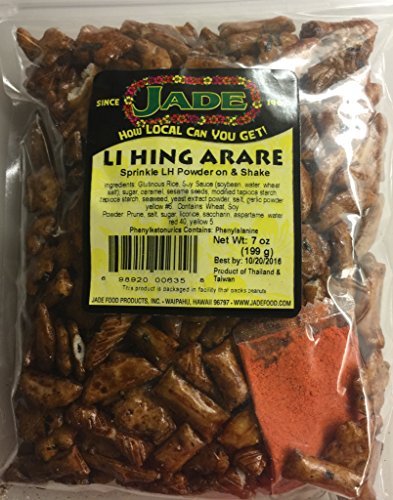 SINCE JADE
HOW LOCAL CAN YOU GET!
LI HING ARARE
Sprinkle LH Powder on & Shake
Ingredients: Glutinous Rice, Soy Sauce (soybean, water, wheat
salt), sugar, caramel, sesame seeds, modified tapioca starch
tapioca starch, seaweed, yeast extract powder, salt, garlic powder
yellow #5. Contains: Wheat, Soy
Powder: Prune, salt, sugar, licorice, saccharin, aspartame, water
red 40, yellow 5
Phenylketonurics Contains: Phenylalanine
Net Wt: 7 oz
(199 g)
Best by: 10/20/2016
Product of Thailand &
Taiwan
6 98920 00635 8
This product is packaged in facility that packs peanuts
JADE FOOD PRODUCTS, INC. - WAIPAHU, HAWAII 96797 - WWW.JADEFOOD.COM